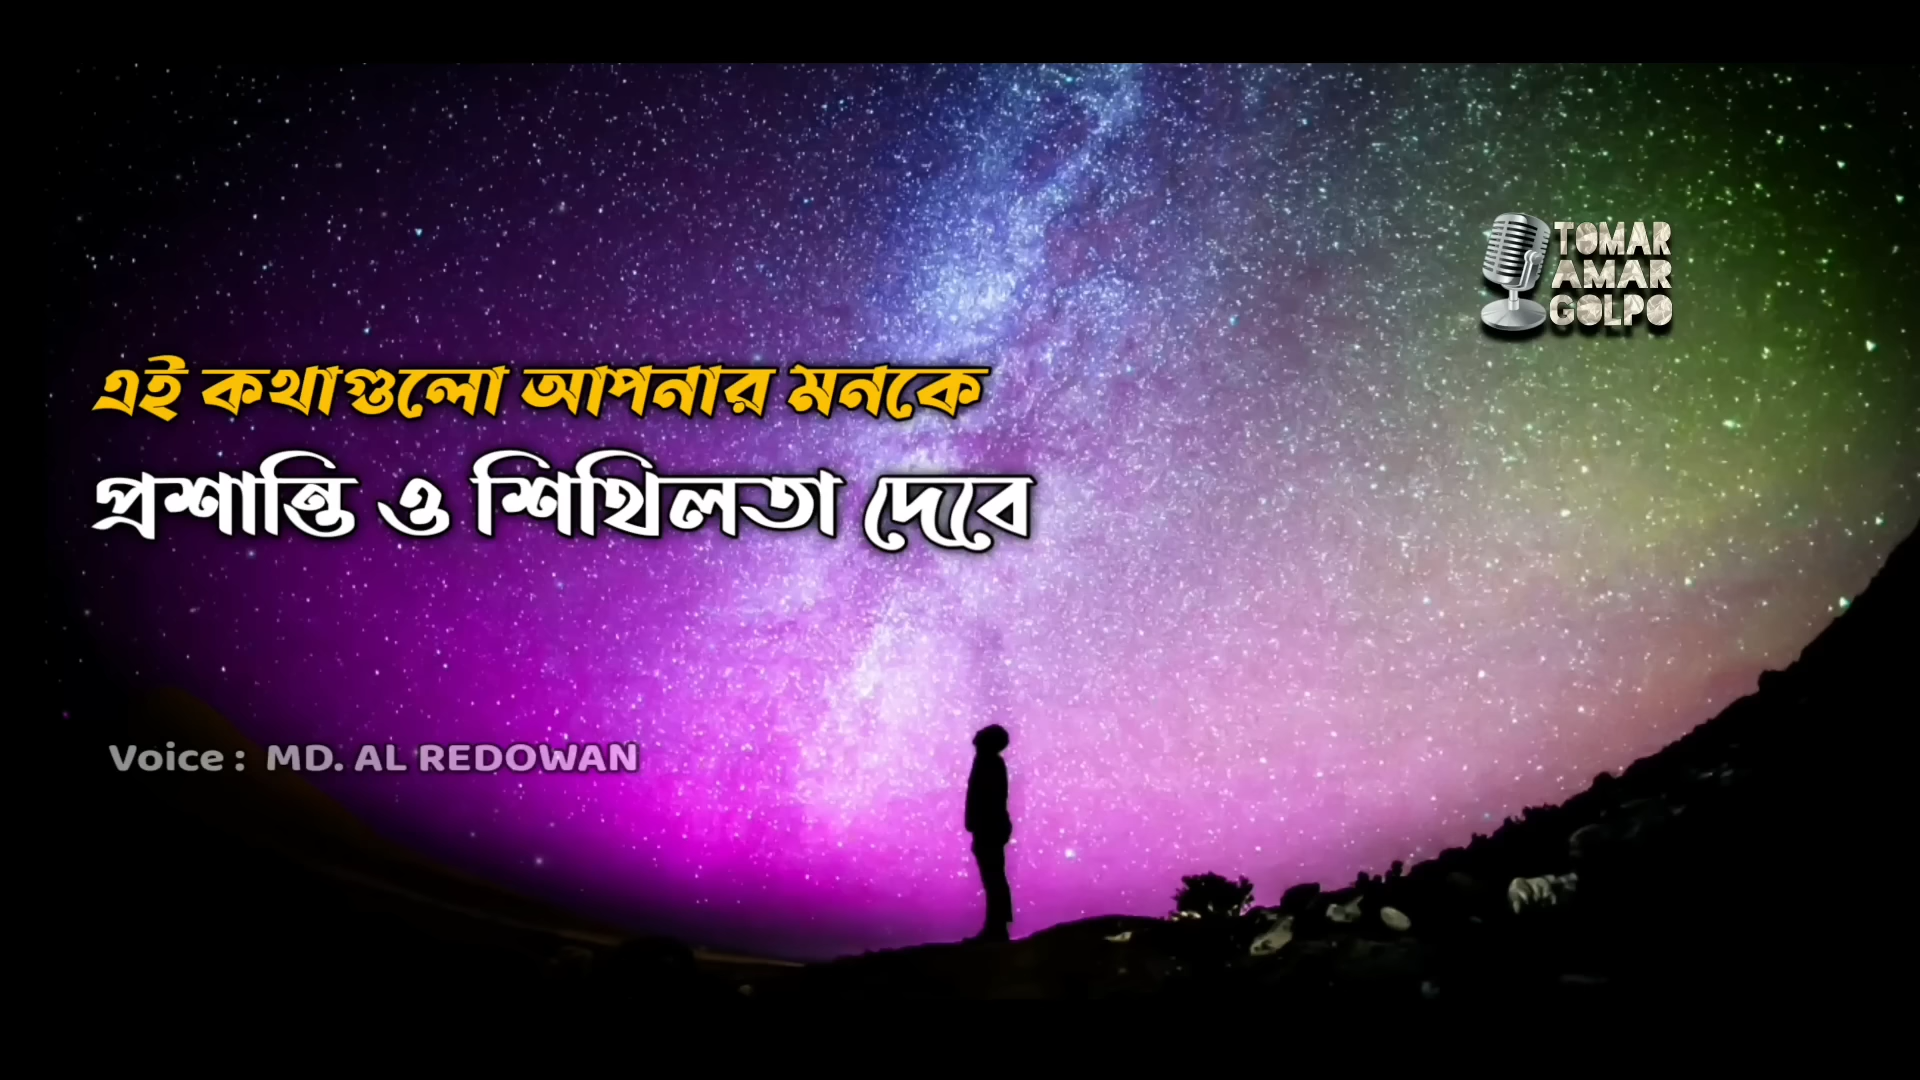 TOMAR
AMAR
GOLPO
এই কথাগুলো আপনার মনকে
প্রশান্তি ও শিথিলতা দেবে
Voice : MD. AL REDOWAN